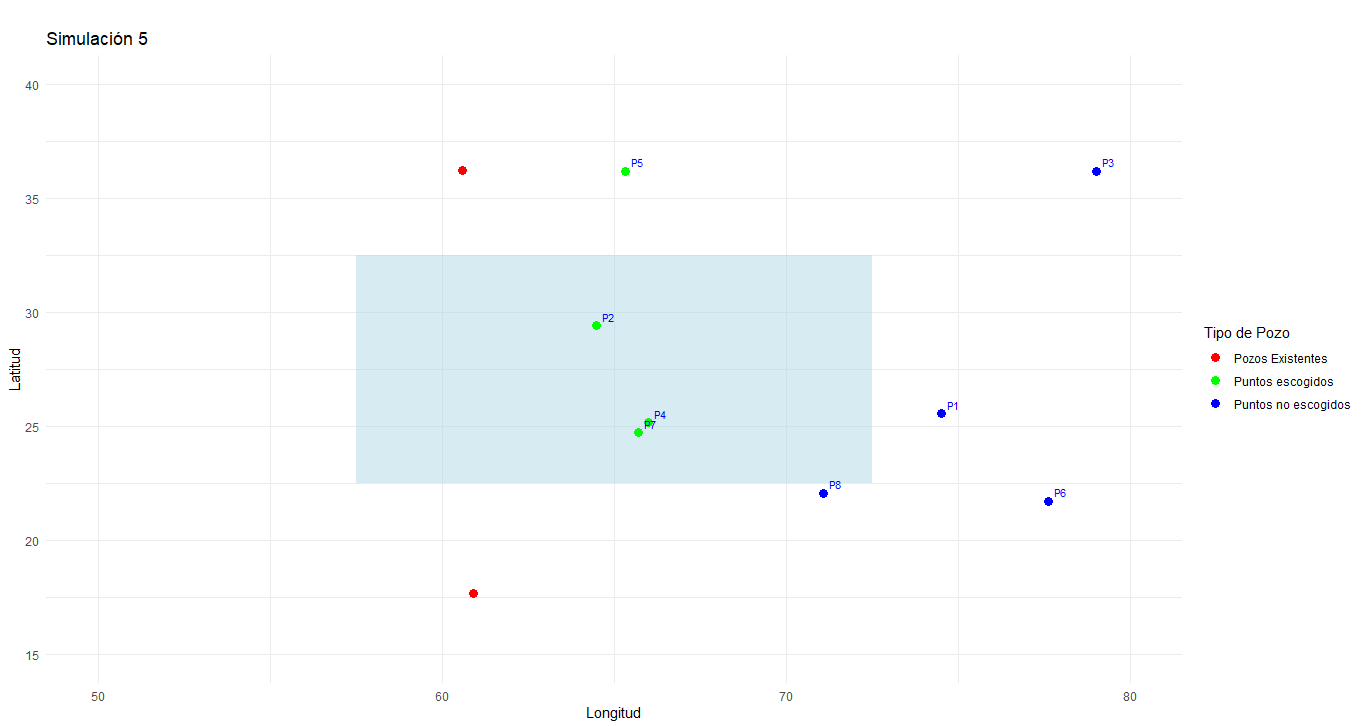 Simulación 5
40
35
30
25
20
15
Latitud
P5
P3
P2
P4
P7
P1
P8
P6
50
60
70
80
Longitud
Tipo de Pozo
Pozos Existentes
Puntos escogidos
Puntos no escogidos